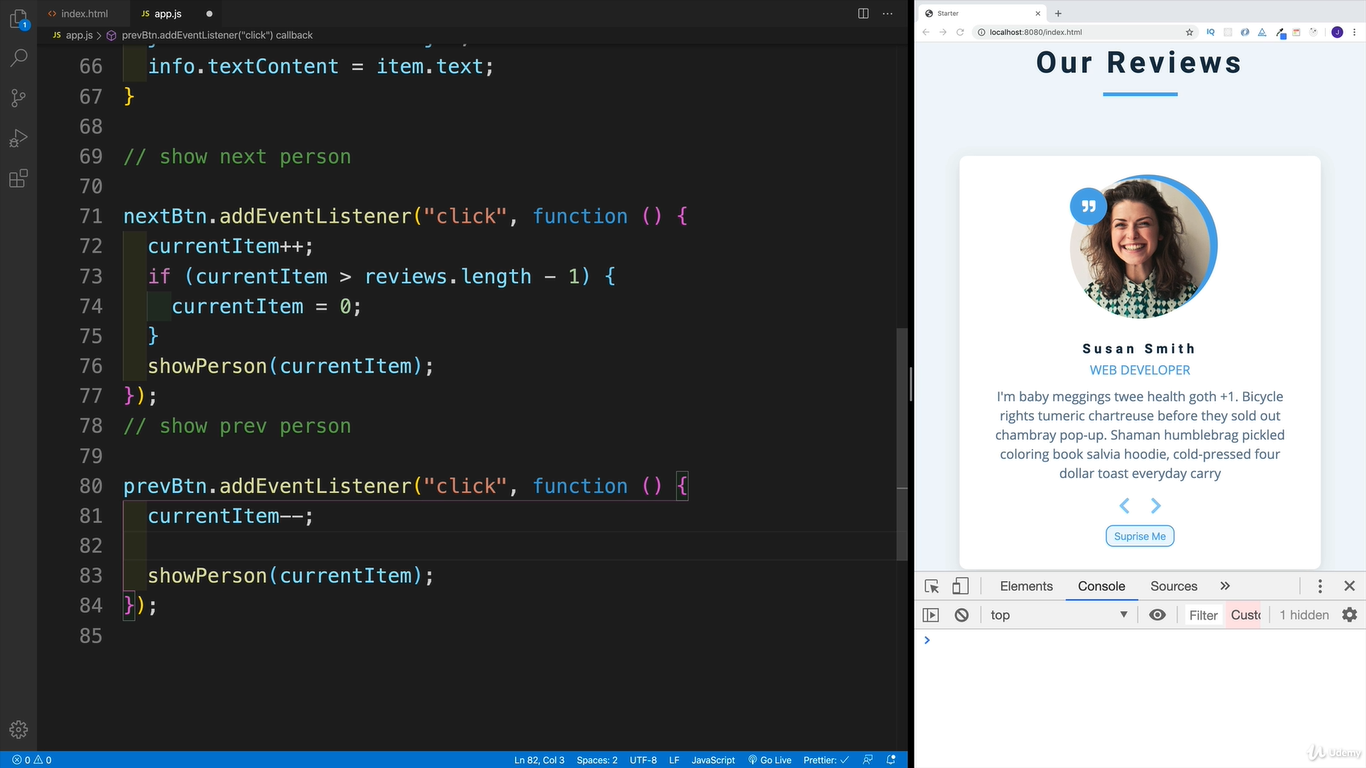 1
index.html
JS app.js
JS app.js > prevBtn.addEventListener("click") callback
66 info.textContent = item.text;
67 }
68
69 // show next person
70
71 nextBtn.addEventListener("click", function () {
72 currentItem++;
73 if (currentItem > reviews.length - 1) {
74 currentItem = 0;
75 }
76 showPerson(currentItem);
77 });
78 // show prev person
79
80 prevBtn.addEventListener("click", function () {
81 currentItem--;
82
83 showPerson(currentItem);
84 });
85
0 0
Ln 82, Col 3 Spaces: 2 UTF-8 LF JavaScript Go Live Prettier: ✓
Starter
localhost:8080/index.html
IQ
J
Our Reviews
Susan Smith
WEB DEVELOPER
I'm baby meggings twee health goth +1. Bicycle
rights tumeric chartreuse before they sold out
chambray pop-up. Shaman humblebrag pickled
coloring book salvia hoodie, cold-pressed four
dollar toast everyday carry
Suprise Me
Elements Console Sources
top Filter Custo 1 hidden
Udemy